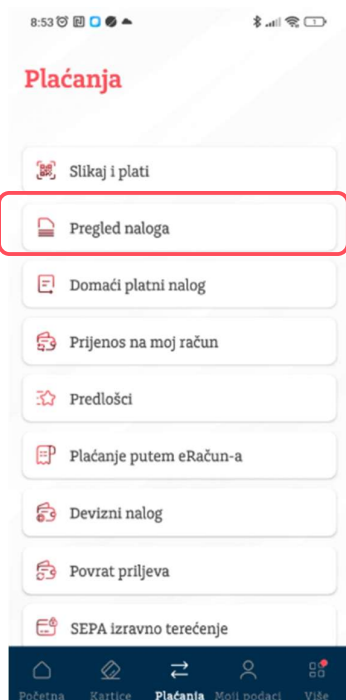 8:53
Plaćanja
Slikaj i plati
Pregled naloga
Domaći platni nalog
Prijenos na moj račun
Predlošci
Plaćanje putem eRačun-a
Devizni nalog
Povrat priljeva
SEPA izravno terećenje
Početna Kartice Plaćanja Moji podaci Više